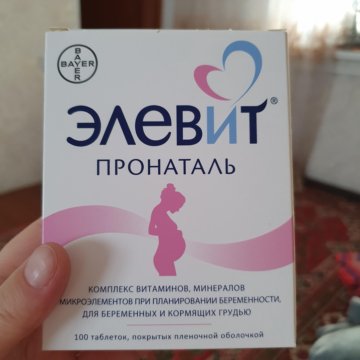 BAYER
BAYER
ЭЛЕВИТ®
ПРОНАТАЛЬ
КОМПЛЕКС ВИТАМИНОВ, МИНЕРАЛОВ
МИКРОЭЛЕМЕНТОВ ПРИ ПЛАНИРОВАНИИ БЕРЕМЕННОСТИ,
ДЛЯ БЕРЕМЕННЫХ И КОРМЯЩИХ ГРУДЬЮ
100 таблеток, покрытых пленочной оболочкой